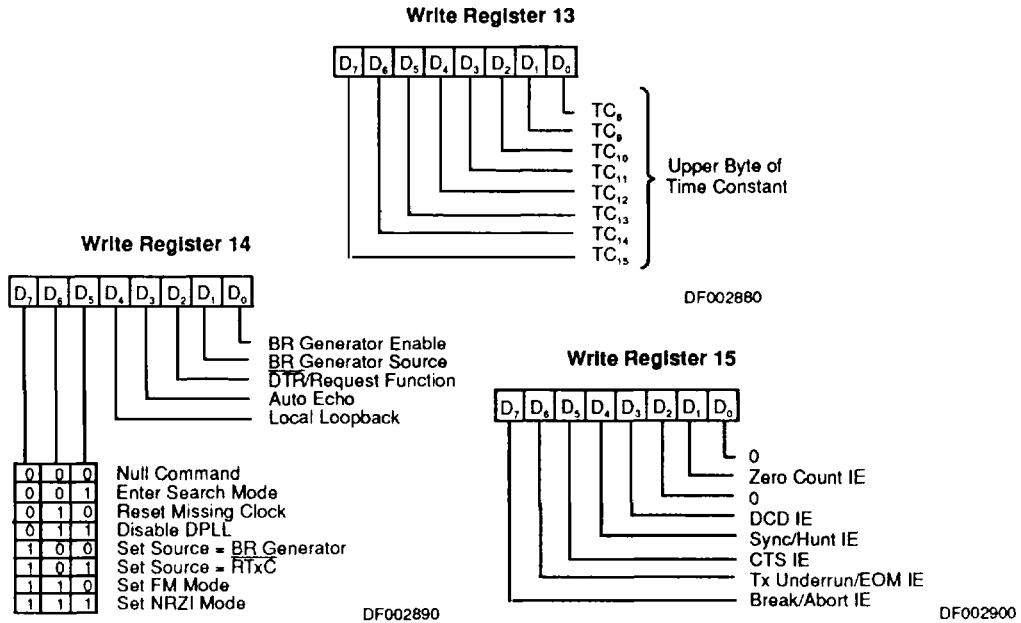 Write Register 13
D₇ D₆ D₅ D₄ D₃ D₂ D₁ D₀
TC₈
TC₉
TC₁₀
TC₁₁
TC₁₂
TC₁₃
TC₁₄
TC₁₅
Upper Byte of
Time Constant
DF002880
Write Register 14
D₇ D₆ D₅ D₄ D₃ D₂ D₁ D₀
BR Generator Enable
BR Generator Source
D̅T̅R̅/Request Function
Auto Echo
Local Loopback
0 0 0 Null Command
0 0 1 Enter Search Mode
0 1 0 Reset Missing Clock
0 1 1 Disable DPLL
1 0 0 Set Source = BR Generator
1 0 1 Set Source = R̅T̅x̅C̅
1 1 0 Set FM Mode
1 1 1 Set NRZI Mode
DF002890
Write Register 15
D₇ D₆ D₅ D₄ D₃ D₂ D₁ D₀
0
Zero Count IE
0
DCD IE
Sync/Hunt IE
CTS IE
Tx Underrun/EOM IE
Break/Abort IE
DF002900